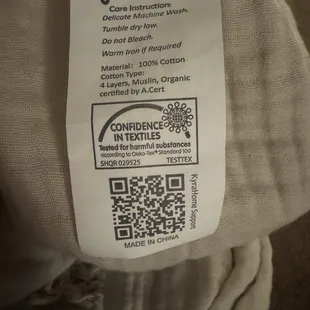 Care Instruction:
Delicate Machine Wash.
Tumble dry low.
Do not Bleach.
Warm Iron if Required
Material: 100% Cotton
Cotton Type:
4 Layers, Muslin, Organic
certified by A.Cert
CONFIDENCE
IN TEXTILES
Tested for harmful substances
according to Oeko-Tex® Standard 100
SHQR 029525 TESTTEX
KyraHome Support
MADE IN CHINA